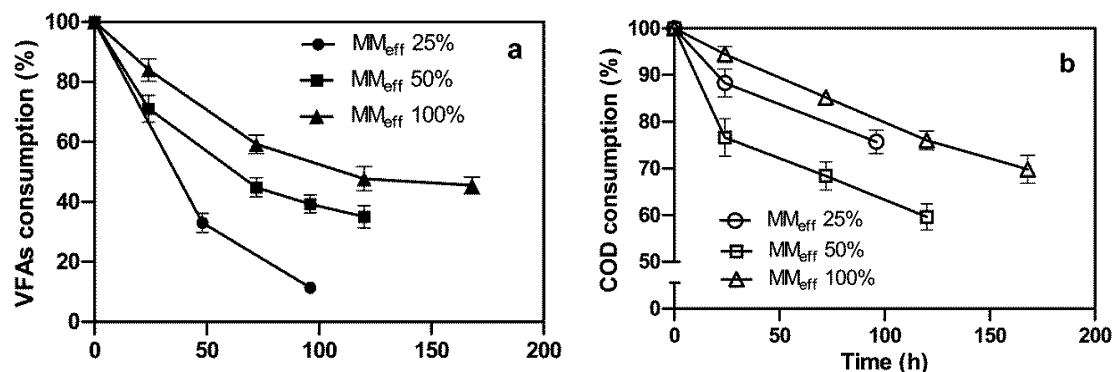 a
MMeff 25%
MMeff 50%
MMeff 100%
VFAs consumption (%)
100
80
60
40
20
0
0 50 100 150 200
b
MMeff 25%
MMeff 50%
MMeff 100%
COD consumption (%)
100
90
80
70
60
50
0
0 50 100 150 200
Time (h)